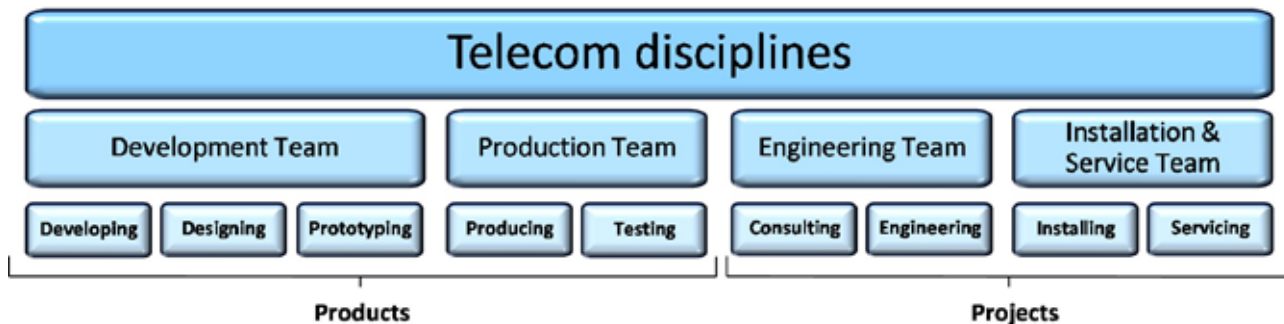 Telecom disciplines
Development Team
Production Team
Engineering Team
Installation &
Service Team
Developing
Designing
Prototyping
Producing
Testing
Consulting
Engineering
Installing
Servicing
Products
Projects